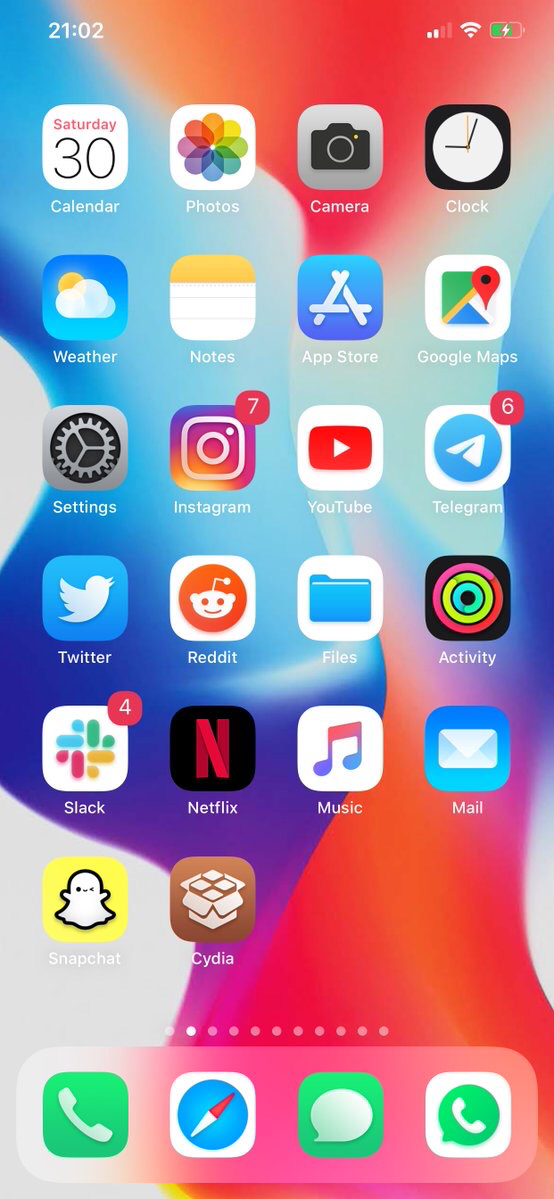 21:02
Saturday
30
Calendar
Photos
Camera
Clock
Weather
Notes
App Store
Google Maps
7
6
Settings
Instagram
YouTube
Telegram
Twitter
Reddit
Files
Activity
4
N
Slack
Netflix
Music
Mail
Snapchat
Cydia